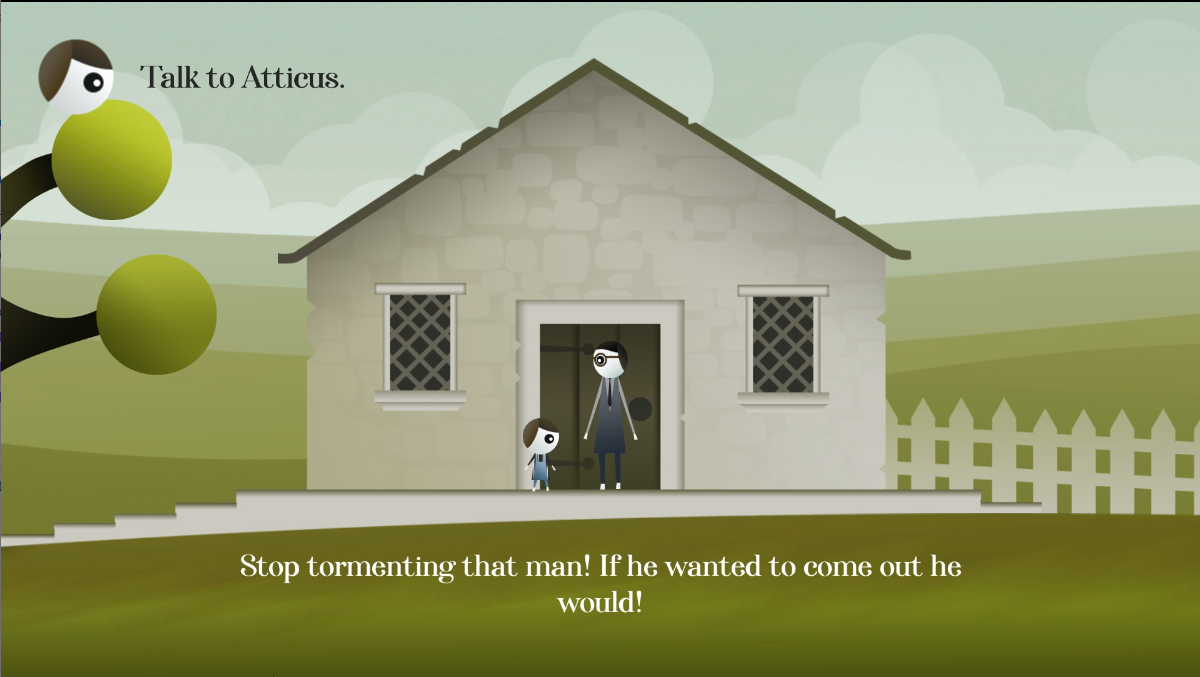 Talk to Atticus.
Stop tormenting that man! If he wanted to come out he
would!